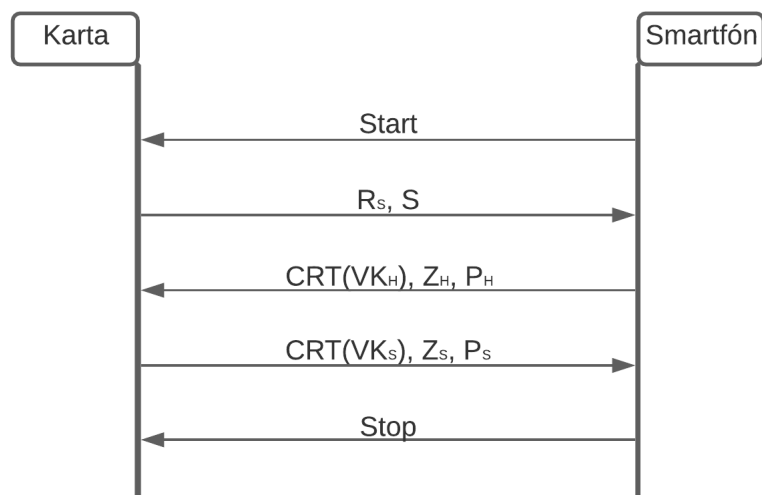 Karta
Smartfón
Start
Rs, S
CRT(VKH), ZH, PH
CRT(VKS), ZS, PS
Stop